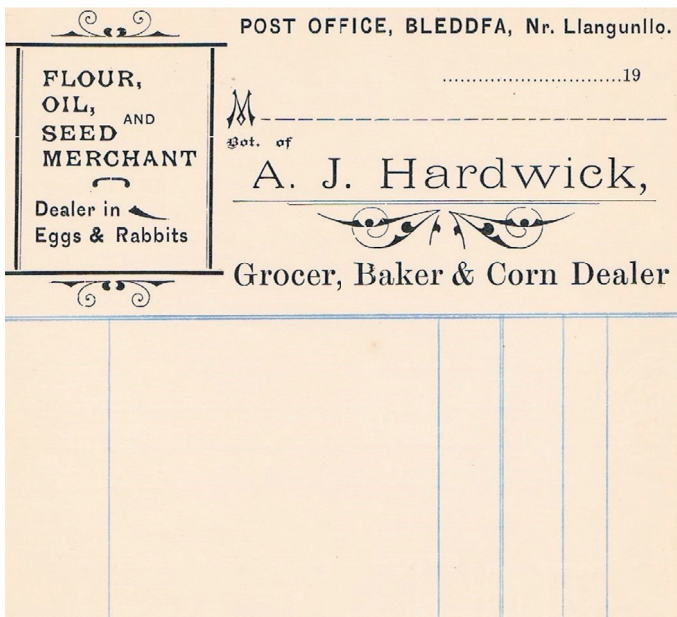 POST OFFICE, BLEDDFA, Nr. Llangunllo.
FLOUR,
OIL,
AND
SEED
MERCHANT
Dealer in
Eggs & Rabbits
..............................19
M
Bot. of
A. J. Hardwick,
Grocer, Baker & Corn Dealer